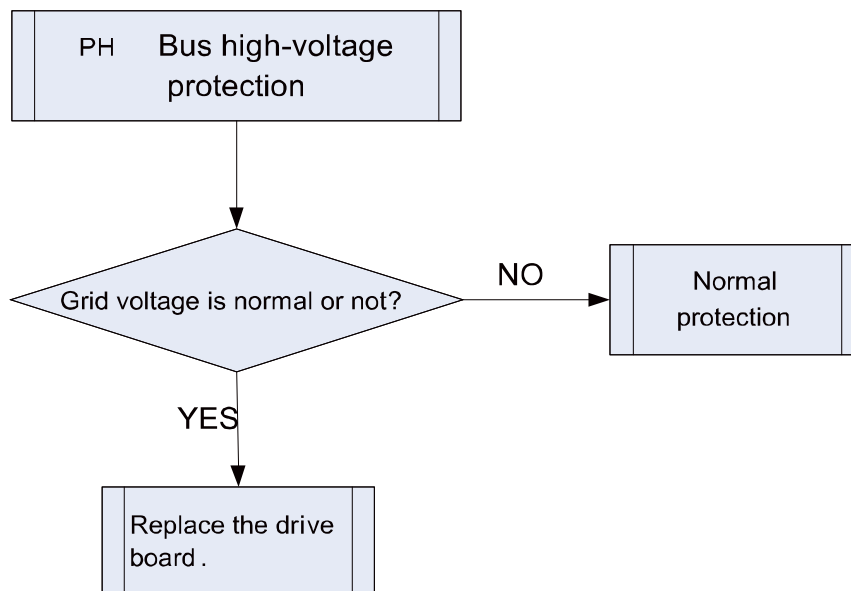 PH Bus high-voltage
protection
Grid voltage is normal or not?
NO
Normal
protection
YES
Replace the drive
board.